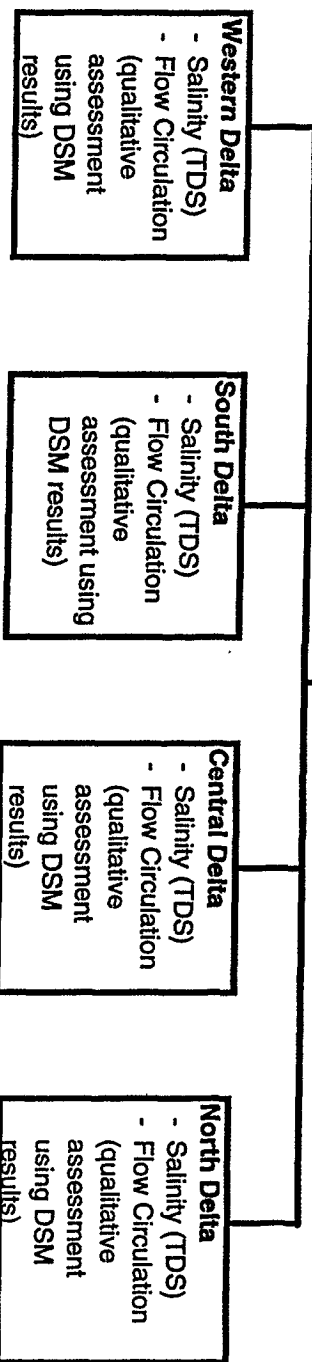 Western Delta
- Salinity (TDS)
- Flow Circulation
(qualitative
assessment
using DSM
results)
South Delta
- Salinity (TDS)
- Flow Circulation
(qualitative
assessment using
DSM results)
Central Delta
- Salinity (TDS)
- Flow Circulation
(qualitative
assessment
using DSM
results)
North Delta
- Salinity (TDS)
- Flow Circulation
(qualitative
assessment
using DSM
results)